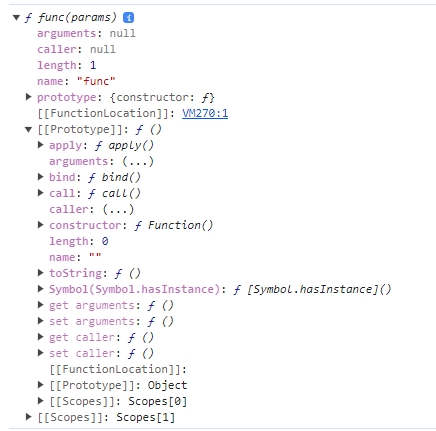 ƒ func(params) i
arguments: null
caller: null
length: 1
name: "func"
prototype: {constructor: ƒ}
[[FunctionLocation]]: VM270:1
[[Prototype]]: ƒ ()
apply: ƒ apply()
arguments: (...)
bind: ƒ bind()
call: ƒ call()
caller: (...)
constructor: ƒ Function()
length: 0
name: ""
toString: ƒ ()
Symbol(Symbol.hasInstance): ƒ [Symbol.hasInstance]()
get arguments: ƒ ()
set arguments: ƒ ()
get caller: ƒ ()
set caller: ƒ ()
[[FunctionLocation]]:
[[Prototype]]: Object
[[Scopes]]: Scopes[0]
[[Scopes]]: Scopes[1]